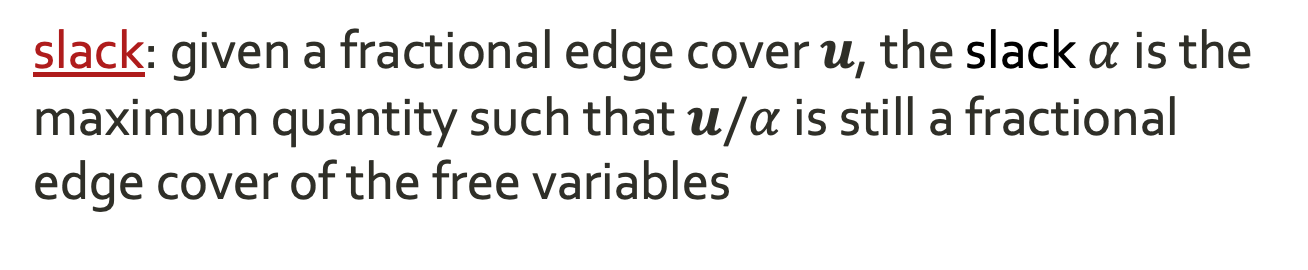 slack: given a fractional edge cover 𝒖, the slack 𝛼 is the
maximum quantity such that 𝒖/𝛼 is still a fractional
edge cover of the free variables